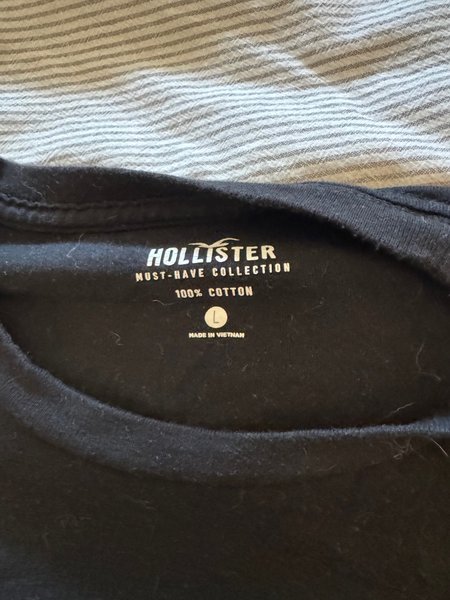 HOLLISTER
MUST-HAVE COLLECTION
100% COTTON
L
MADE IN VIETNAM